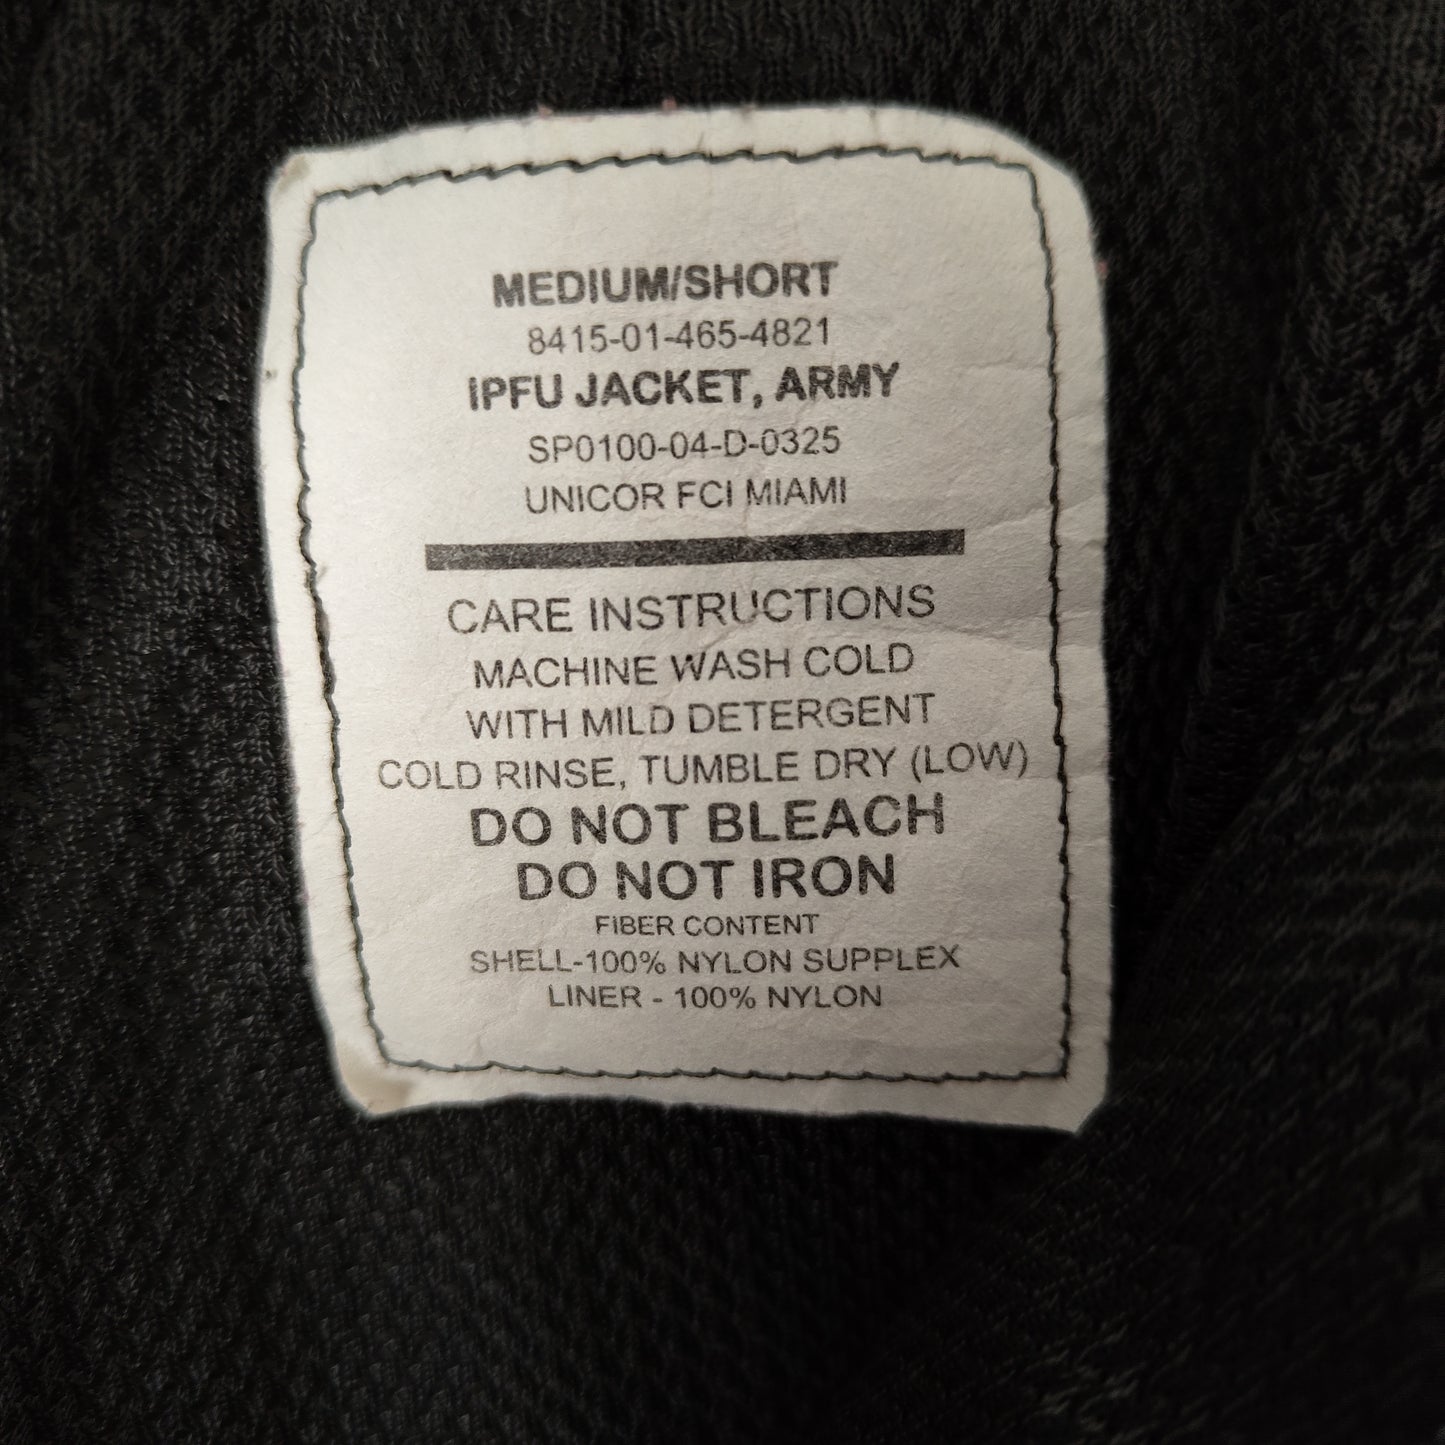 MEDIUM/SHORT
8415-01-465-4821
IPFU JACKET, ARMY
SP0100-04-D-0325
UNICOR FCI MIAMI
CARE INSTRUCTIONS
MACHINE WASH COLD
WITH MILD DETERGENT
COLD RINSE, TUMBLE DRY (LOW)
DO NOT BLEACH
DO NOT IRON
FIBER CONTENT
SHELL-100% NYLON SUPPLEX
LINER - 100% NYLON